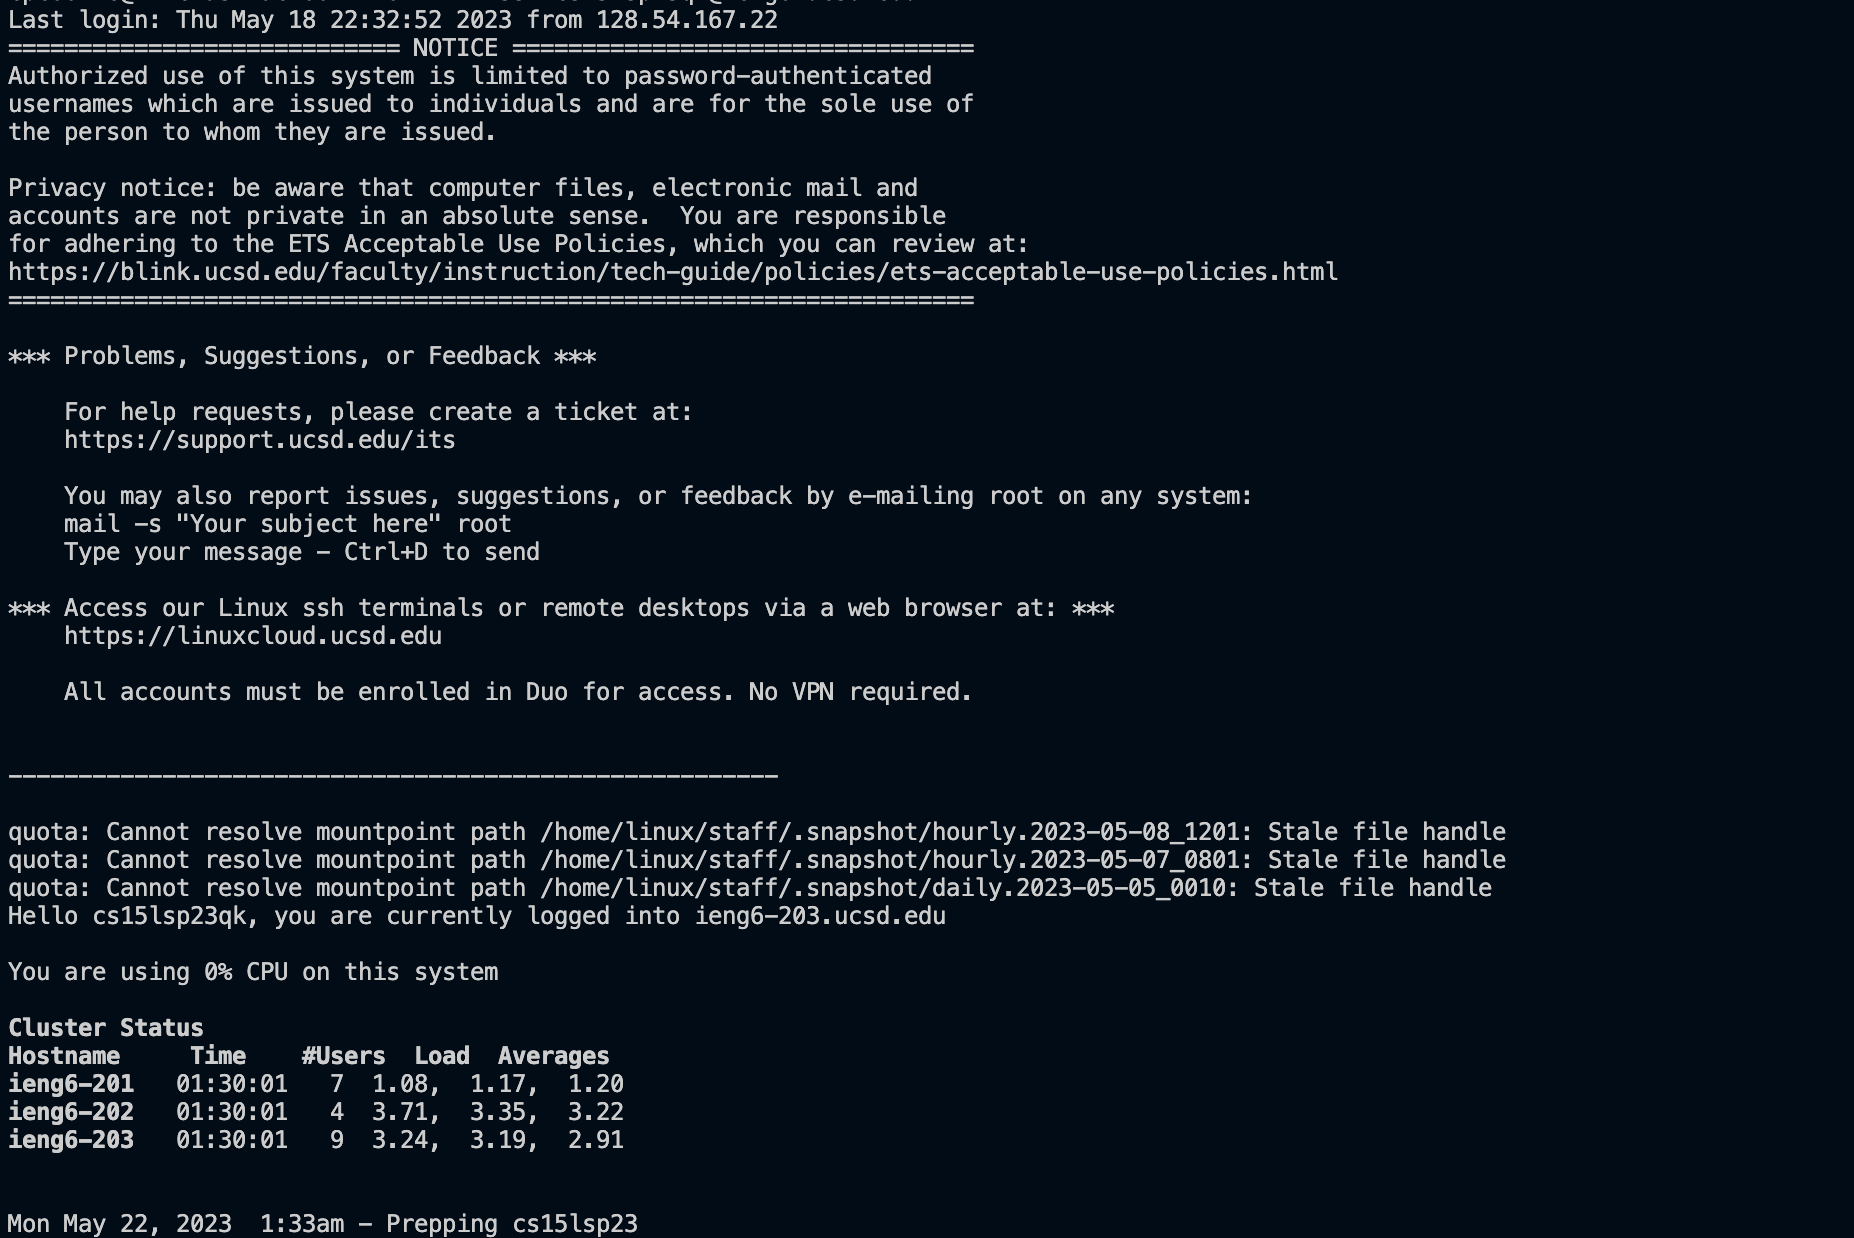 Last login: Thu May 18 22:32:52 2023 from 128.54.167.22
============================== NOTICE =================================
Authorized use of this system is limited to password-authenticated
usernames which are issued to individuals and are for the sole use of
the person to whom they are issued.
Privacy notice: be aware that computer files, electronic mail and
accounts are not private in an absolute sense.  You are responsible
for adhering to the ETS Acceptable Use Policies, which you can review at:
https://blink.ucsd.edu/faculty/instruction/tech-guide/policies/ets-acceptable-use-policies.html
=====================================================================
*** Problems, Suggestions, or Feedback ***
    For help requests, please create a ticket at:
    https://support.ucsd.edu/its
    You may also report issues, suggestions, or feedback by e-mailing root on any system:
    mail -s "Your subject here" root
    Type your message - Ctrl+D to send
*** Access our Linux ssh terminals or remote desktops via a web browser at: ***
    https://linuxcloud.ucsd.edu
    All accounts must be enrolled in Duo for access. No VPN required.
-------------------------------------------------------
quota: Cannot resolve mountpoint path /home/linux/staff/.snapshot/hourly.2023-05-08_1201: Stale file handle
quota: Cannot resolve mountpoint path /home/linux/staff/.snapshot/hourly.2023-05-07_0801: Stale file handle
quota: Cannot resolve mountpoint path /home/linux/staff/.snapshot/daily.2023-05-05_0010: Stale file handle
Hello cs15lsp23qk, you are currently logged into ieng6-203.ucsd.edu
You are using 0% CPU on this system
Cluster Status
Hostname     Time    #Users  Load  Averages
ieng6-201   01:30:01   7  1.08,  1.17,  1.20
ieng6-202   01:30:01   4  3.71,  3.35,  3.22
ieng6-203   01:30:01   9  3.24,  3.19,  2.91
Mon May 22, 2023  1:33am - Prepping cs15lsp23